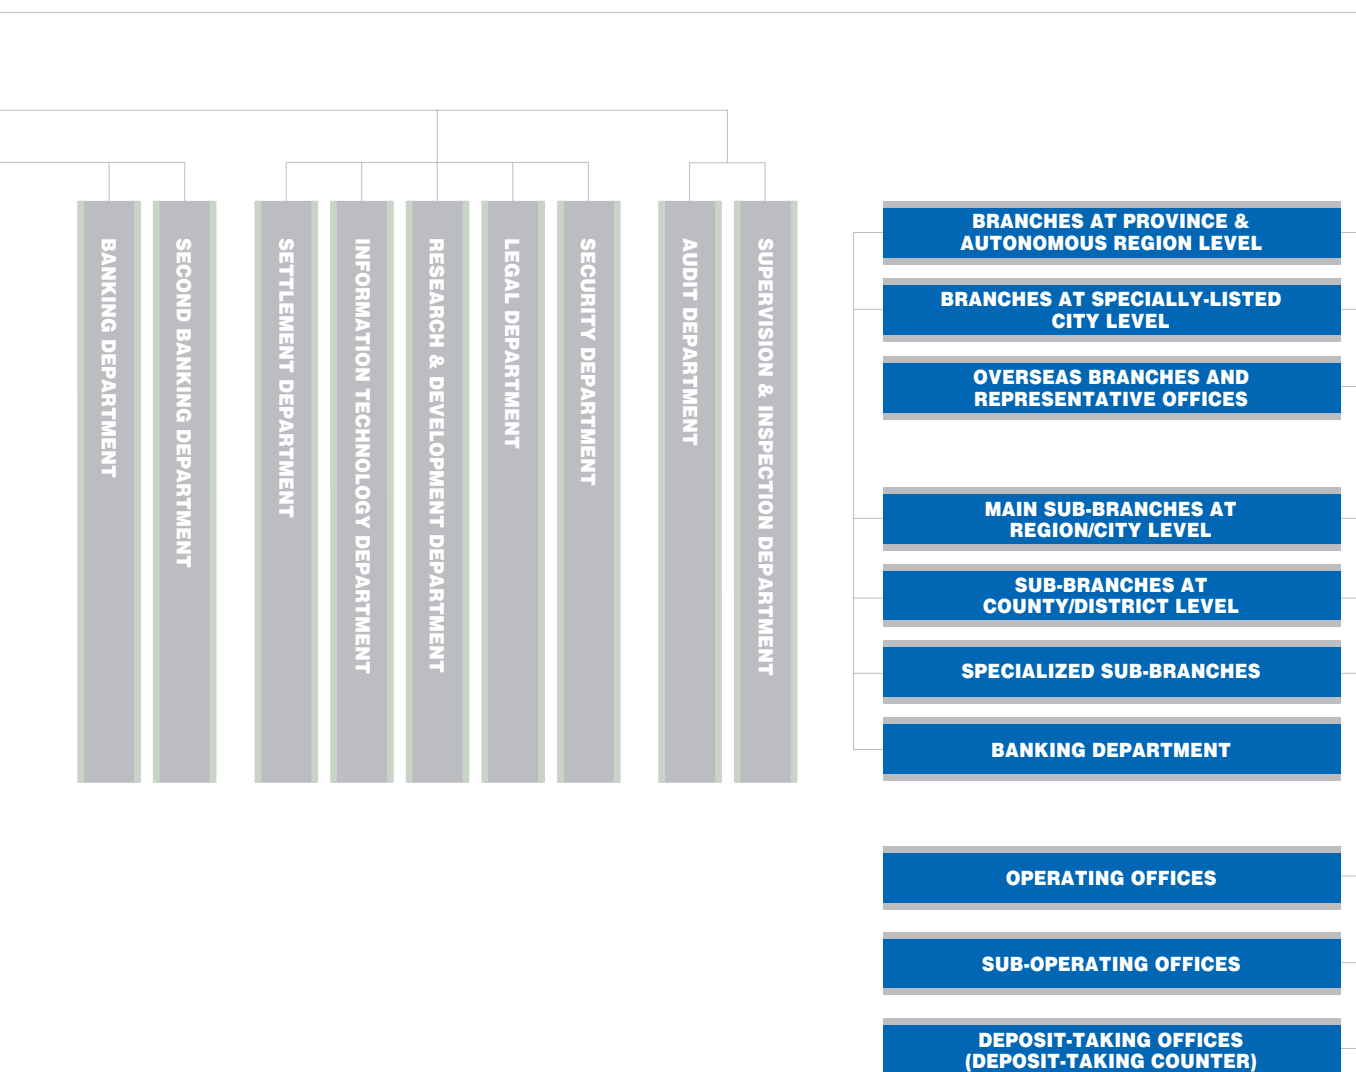 BANKING DEPARTMENT
SECOND BANKING DEPARTMENT
SETTLEMENT DEPARTMENT
INFORMATION TECHNOLOGY DEPARTMENT
RESEARCH & DEVELOPMENT DEPARTMENT
LEGAL DEPARTMENT
SECURITY DEPARTMENT
AUDIT DEPARTMENT
SUPERVISION & INSPECTION DEPARTMENT
BRANCHES AT PROVINCE &
AUTONOMOUS REGION LEVEL
BRANCHES AT SPECIALLY-LISTED
CITY LEVEL
OVERSEAS BRANCHES AND
REPRESENTATIVE OFFICES
MAIN SUB-BRANCHES AT
REGION/CITY LEVEL
SUB-BRANCHES AT
COUNTY/DISTRICT LEVEL
SPECIALIZED SUB-BRANCHES
BANKING DEPARTMENT
OPERATING OFFICES
SUB-OPERATING OFFICES
DEPOSIT-TAKING OFFICES
(DEPOSIT-TAKING COUNTER)